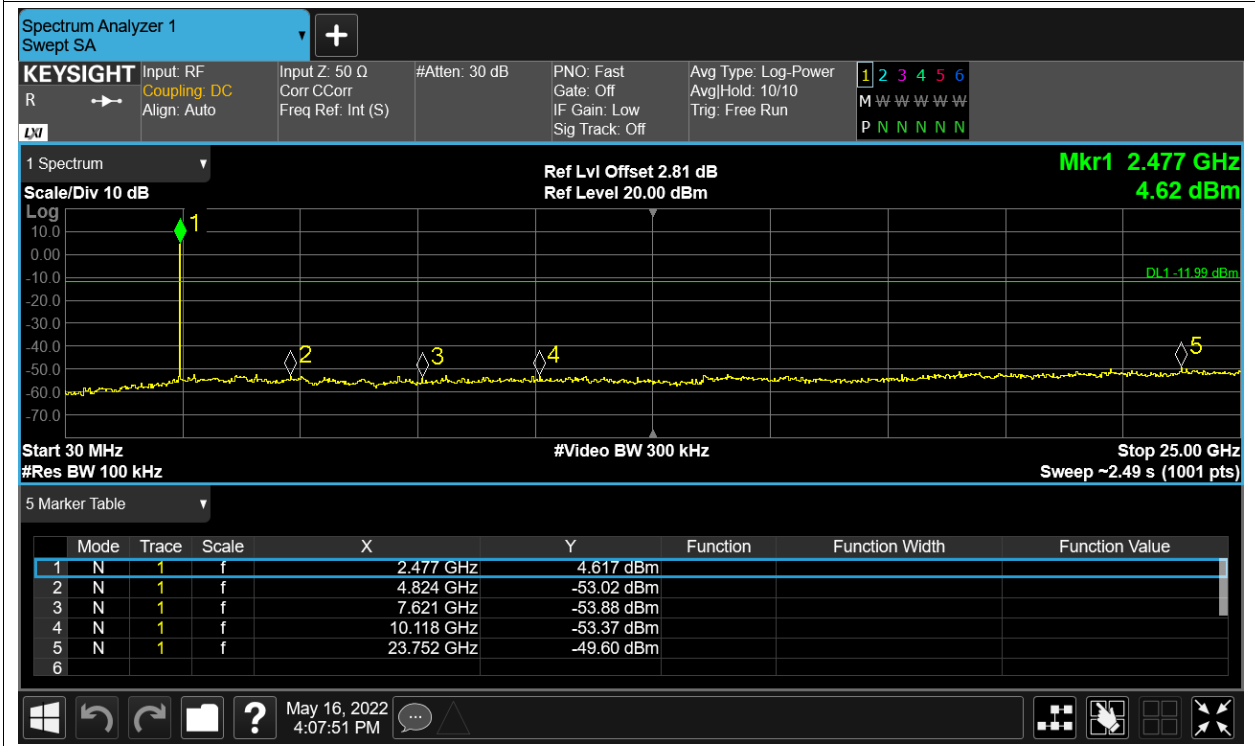 Spectrum Analyzer 1
Swept SA
+
KEYSIGHT Input: RF Input Z: 50 Ω #Atten: 30 dB PNO: Fast Avg Type: Log-Power 1 2 3 4 5 6
R Coupling: DC Corr CCorr Gate: Off Avg|Hold: 10/10 M W W W W W
Align: Auto Freq Ref: Int (S) IF Gain: Low Trig: Free Run
LXI Sig Track: Off P N N N N N
1 Spectrum Ref Lvl Offset 2.81 dB Mkr1 2.477 GHz
Scale/Div 10 dB Ref Level 20.00 dBm 4.62 dBm
Log
1
10.0
0.00
-10.0 DL1 -11.99 dBm
-20.0
-30.0
-40.0 2 3 4 5
-50.0
-60.0
-70.0
Start 30 MHz #Video BW 300 kHz Stop 25.00 GHz
#Res BW 100 kHz Sweep ~2.49 s (1001 pts)
5 Marker Table
Mode Trace Scale X Y Function Function Width Function Value
1 N 1 f 2.477 GHz 4.617 dBm
2 N 1 f 4.824 GHz -53.02 dBm
3 N 1 f 7.621 GHz -53.88 dBm
4 N 1 f 10.118 GHz -53.37 dBm
5 N 1 f 23.752 GHz -49.60 dBm
6
? May 16, 2022
4:07:51 PM